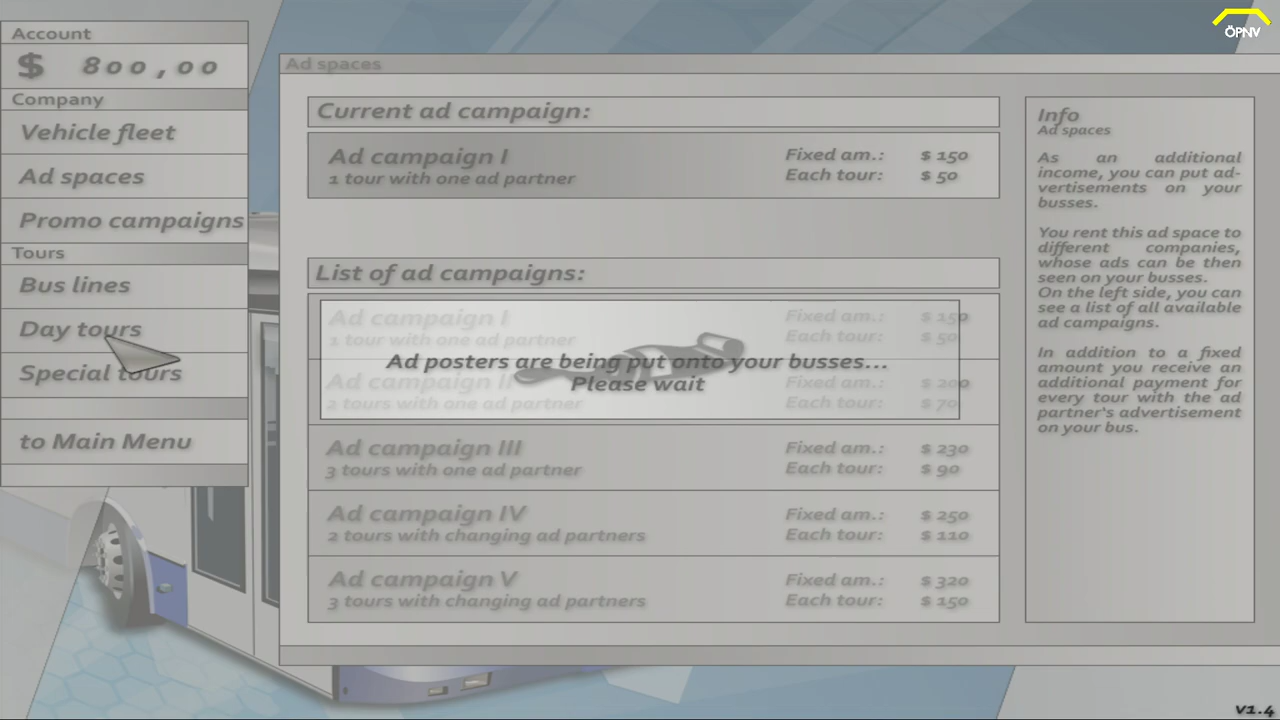 ÖPNV
Account
$ 800,00
Company
Vehicle fleet
Ad spaces
Promo campaigns
Tours
Bus lines
Day tours
Special tours
to Main Menu
Ad spaces
Current ad campaign:
Ad campaign I
Fixed am.: $ 150
1 tour with one ad partner
Each tour: $ 50
List of ad campaigns:
Ad campaign I
Fixed am.: $ 150
1 tour with one ad partner
Each tour: $ 50
Ad posters are being put onto your busses...
Please wait
Ad campaign II
Fixed am.: $ 200
2 tours with one ad partner
Each tour: $ 70
Ad campaign III
Fixed am.: $ 230
3 tours with one ad partner
Each tour: $ 90
Ad campaign IV
Fixed am.: $ 250
2 tours with changing ad partners
Each tour: $ 110
Ad campaign V
Fixed am.: $ 320
3 tours with changing ad partners
Each tour: $ 150
Info
Ad spaces
As an additional
income, you can put ad-
vertisements on your
busses.
You rent this ad space to
different companies,
whose ads can be then
seen on your busses.
On the left side, you can
see a list of all available
ad campaigns.
In addition to a fixed
amount you receive an
additional payment for
every tour with the ad
partner's advertisement
on your bus.
v1.4